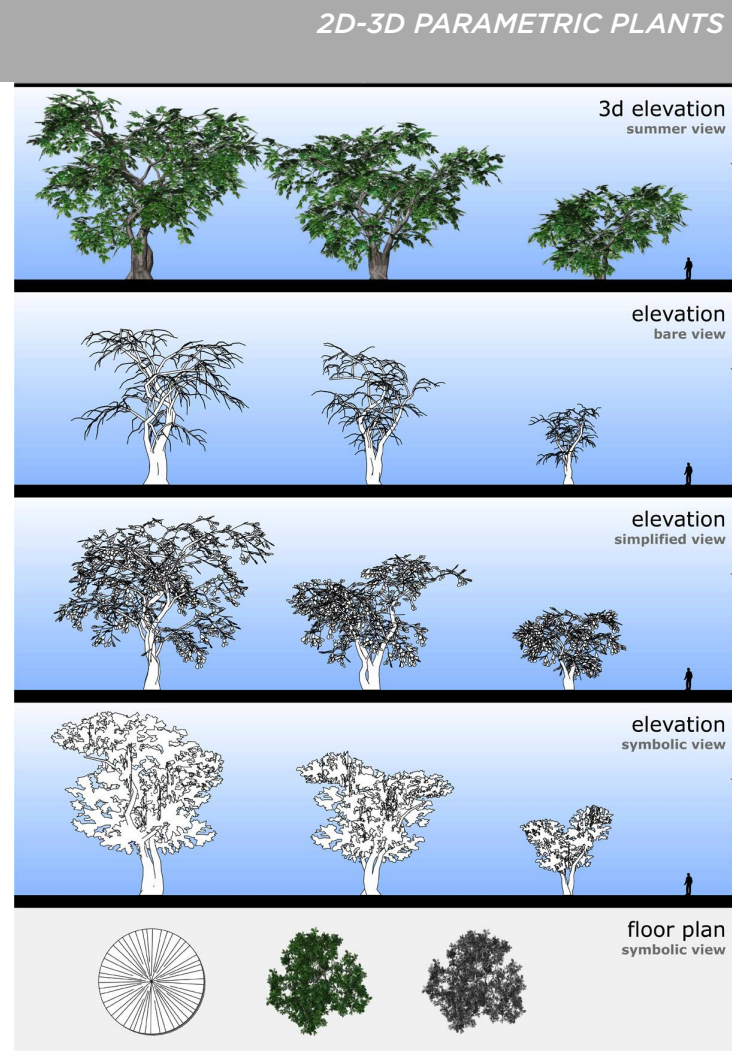 2D-3D PARAMETRIC PLANTS
3d elevation
summer view
elevation
bare view
elevation
simplified view
elevation
symbolic view
floor plan
symbolic view